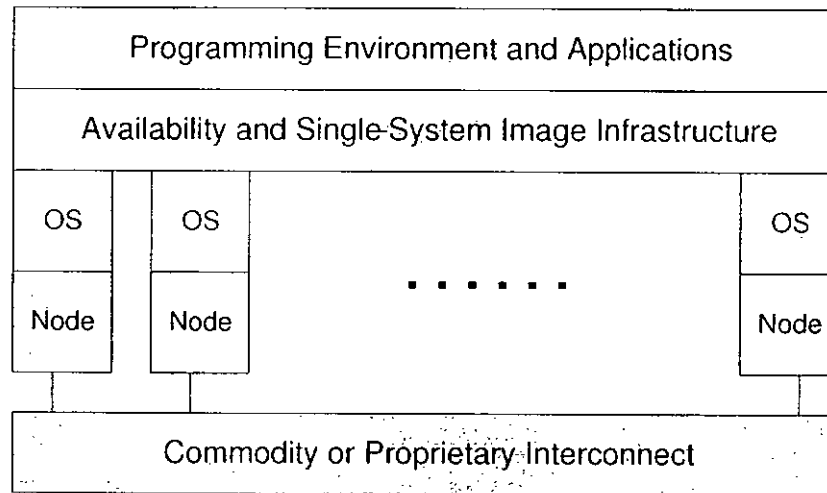 Programming Environment and Applications
Availability and Single-System Image Infrastructure
OS OS OS
Node Node Node
Commodity or Proprietary Interconnect